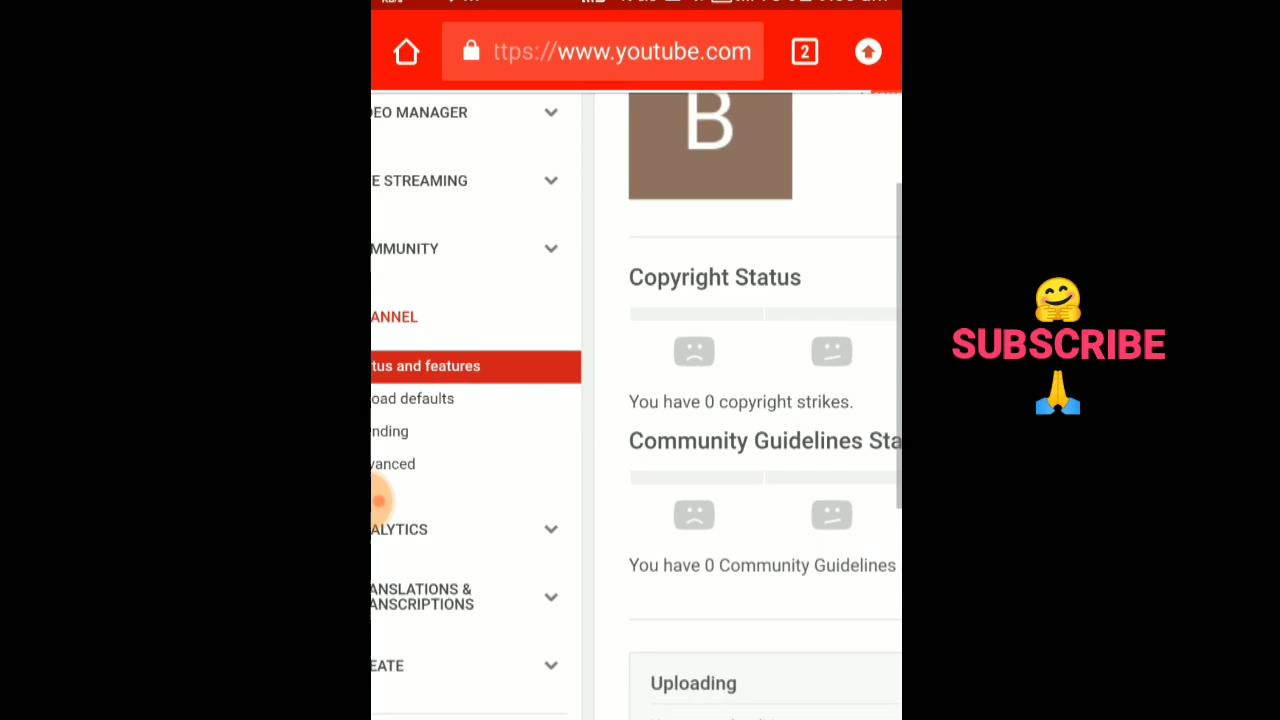 ttps://www.youtube.com
2
DEO MANAGER
E STREAMING
MMUNITY
ANNEL
tus and features
oad defaults
nding
vanced
ALYTICS
ANSLATIONS &
ANSCRIPTIONS
EATE
B
Copyright Status
You have 0 copyright strikes.
Community Guidelines Sta
You have 0 Community Guidelines
Uploading
SUBSCRIBE